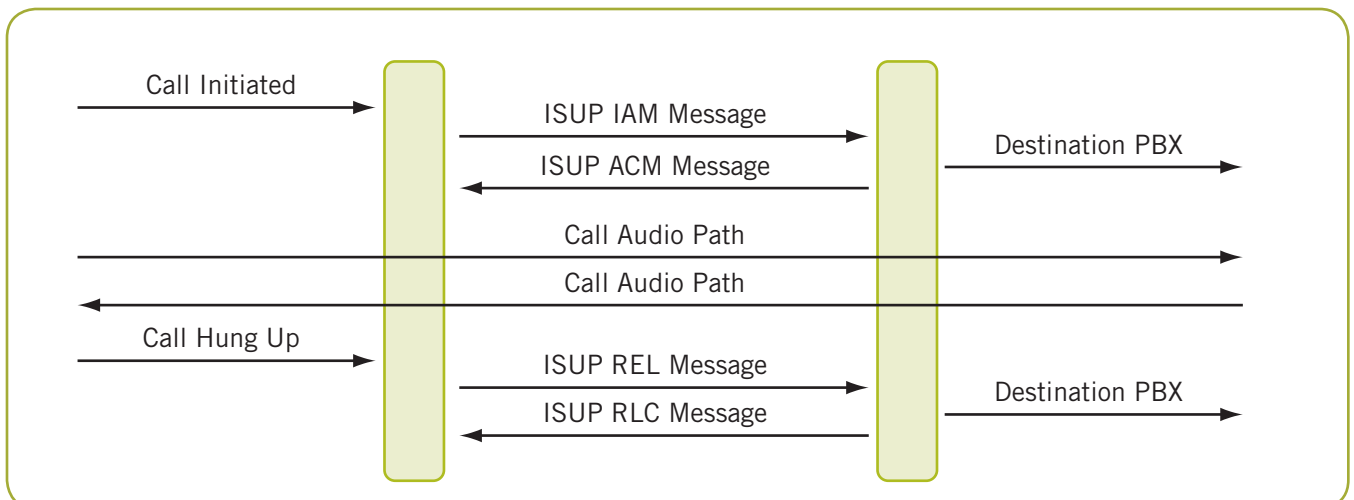 Call Initiated
ISUP IAM Message
Destination PBX
ISUP ACM Message
Call Audio Path
Call Audio Path
Call Hung Up
ISUP REL Message
Destination PBX
ISUP RLC Message